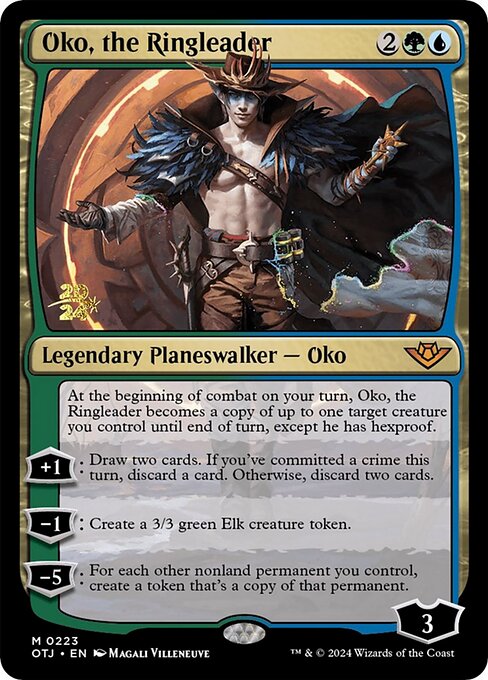 Oko, the Ringleader 2
2024
Legendary Planeswalker — Oko
At the beginning of combat on your turn, Oko, the
Ringleader becomes a copy of up to one target creature
you control until end of turn, except he has hexproof.
+1 : Draw two cards. If you've committed a crime this
turn, discard a card. Otherwise, discard two cards.
−1 : Create a 3/3 green Elk creature token.
−5 : For each other nonland permanent you control,
create a token that's a copy of that permanent.
3
M 0223
OTJ • EN Magali Villeneuve ™ & © 2024 Wizards of the Coast